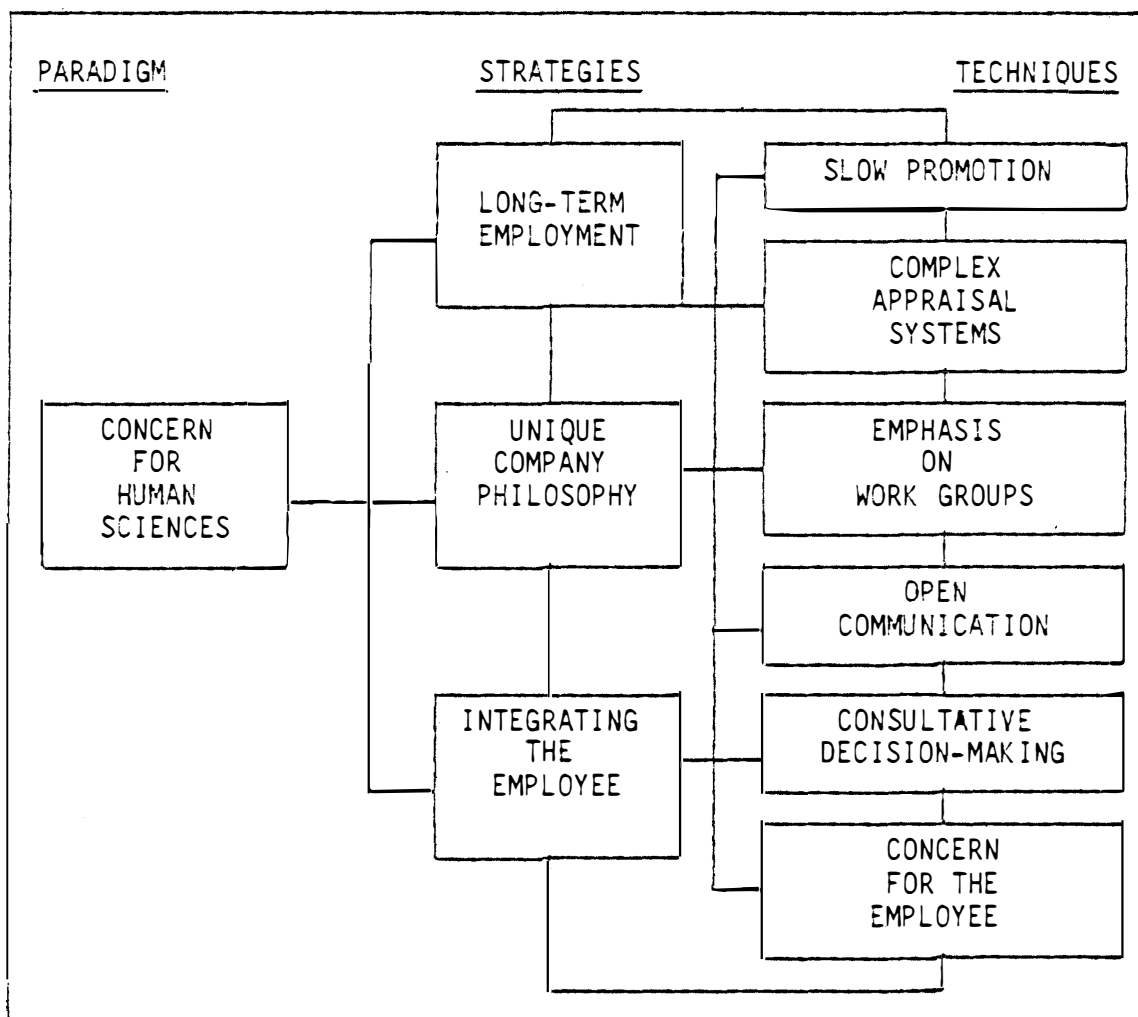 PARADIGM
STRATEGIES
TECHNIQUES
LONG-TERM
EMPLOYMENT
SLOW PROMOTION
COMPLEX
APPRAISAL
SYSTEMS
CONCERN
FOR
HUMAN
SCIENCES
UNIQUE
COMPANY
PHILOSOPHY
EMPHASIS
ON
WORK GROUPS
OPEN
COMMUNICATION
INTEGRATING
THE
EMPLOYEE
CONSULTATIVE
DECISION-MAKING
CONCERN
FOR THE
EMPLOYEE